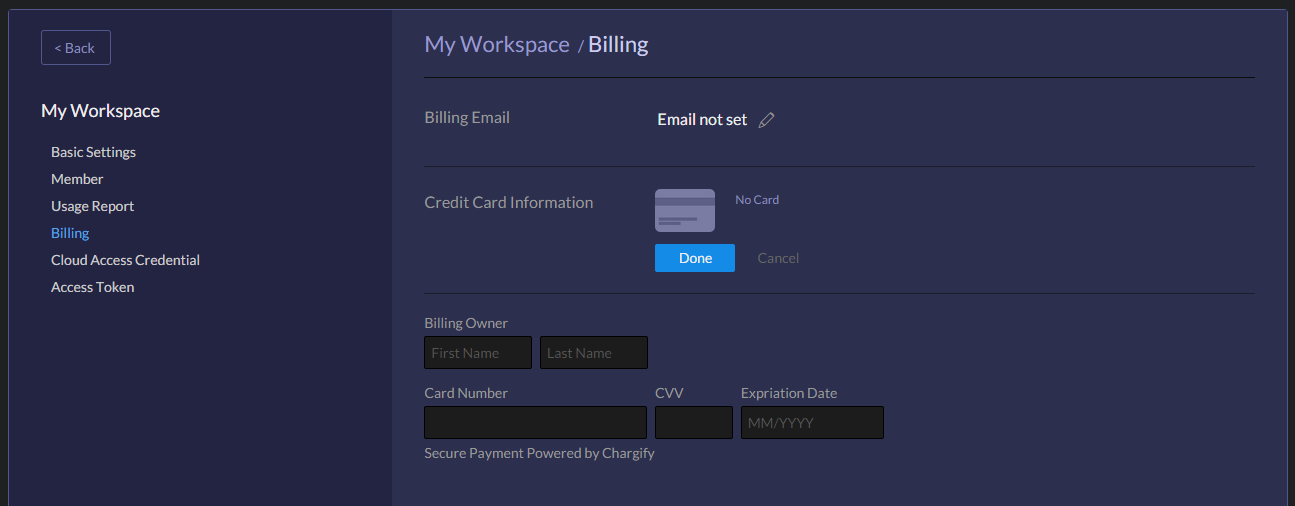 < Back
My Workspace
Basic Settings
Member
Usage Report
Billing
Cloud Access Credential
Access Token
My Workspace / Billing
Billing Email Email not set
Credit Card Information No Card
Done Cancel
Billing Owner
First Name Last Name
Card Number CVV Expriation Date
MM/YYYY
Secure Payment Powered by Chargify